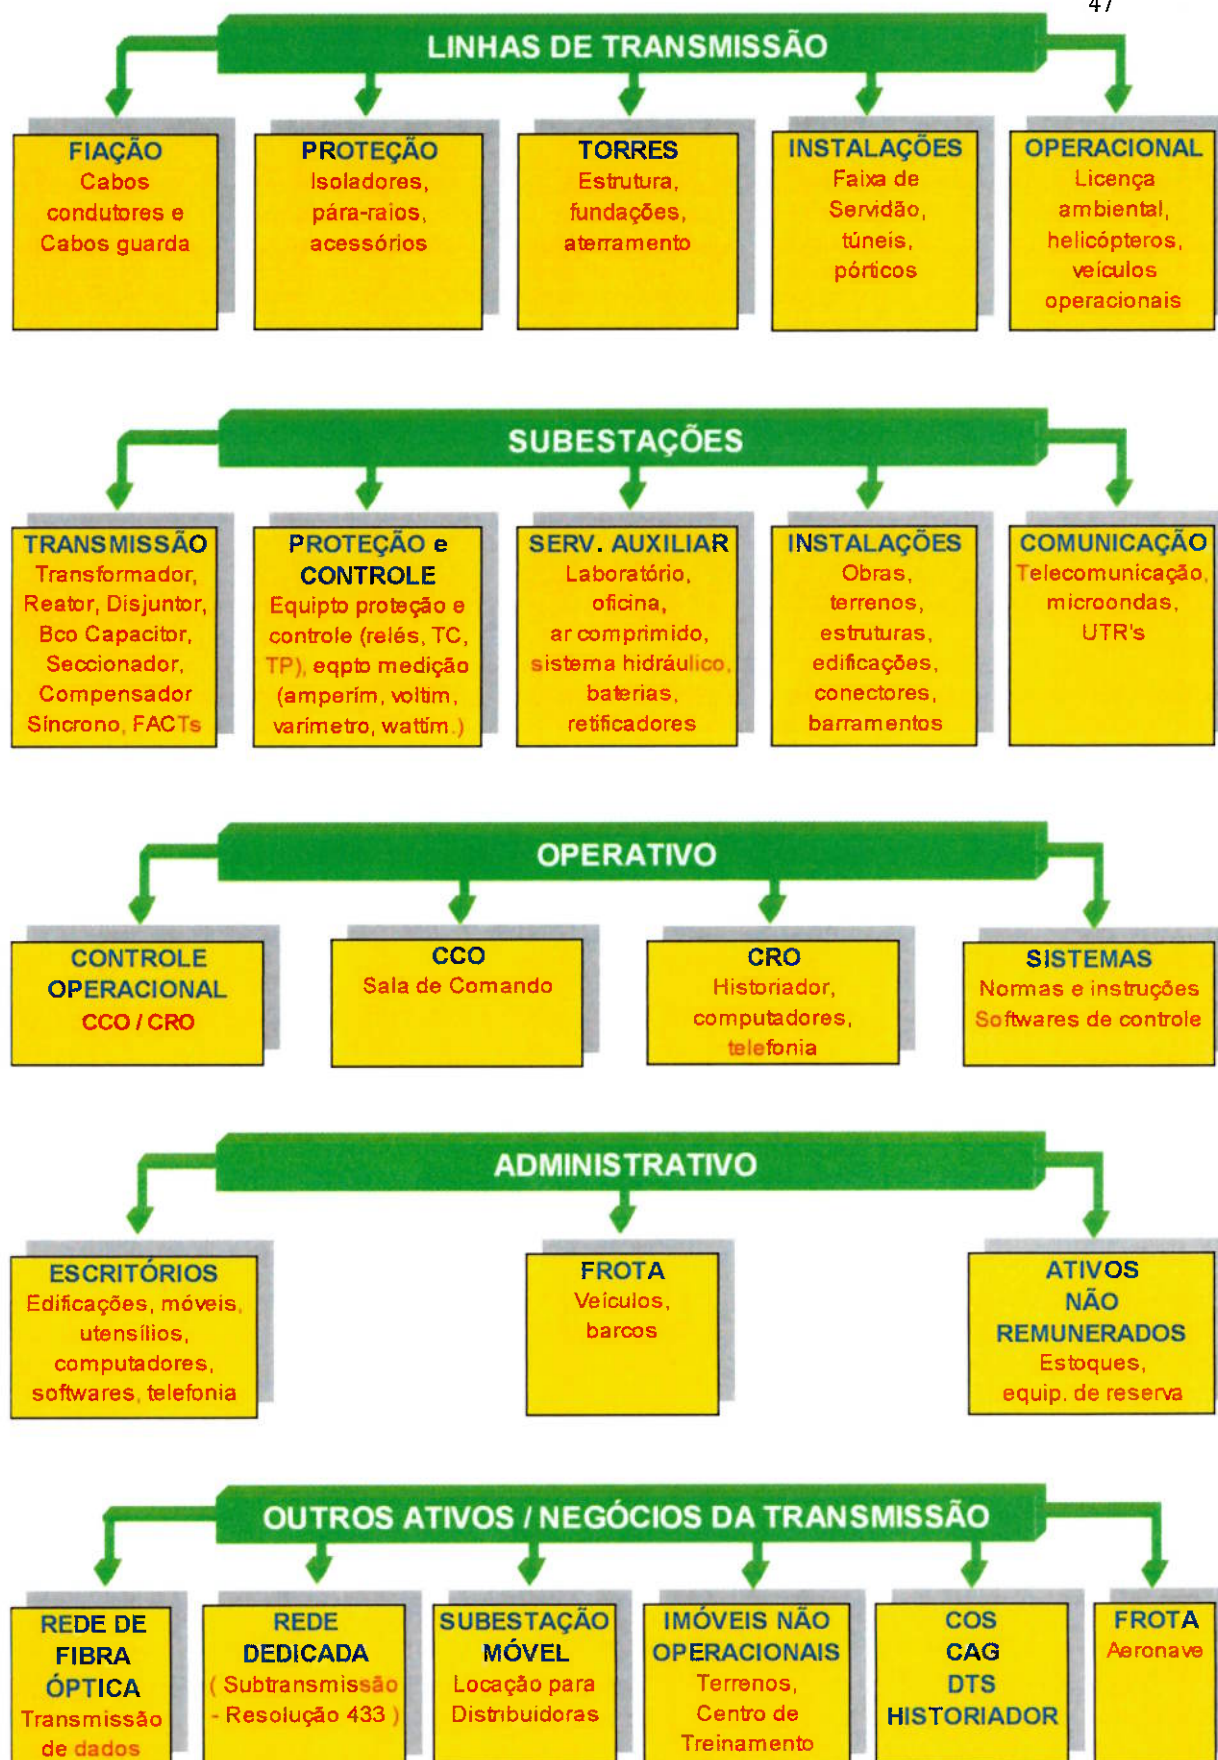 47
LINHAS DE TRANSMISSÃO
FIAÇÃO
Cabos
condutores e
Cabos guarda
PROTEÇÃO
Isoladores,
pára-raios,
acessórios
TORRES
Estrutura,
fundações,
aterramento
INSTALAÇÕES
Faixa de
Servidão,
túneis,
pórticos
OPERACIONAL
Licença
ambiental,
helicópteros,
veículos
operacionais
SUBESTAÇÕES
TRANSMISSÃO
Transformador,
Reator, Disjuntor,
Bco Capacitor,
Seccionador,
Compensador
Síncrono, FACTs
PROTEÇÃO e
CONTROLE
Equipto proteção e
controle (relés, TC,
TP), eqpto medição
(amperím, voltim,
varímetro, wattím.)
SERV. AUXILIAR
Laboratório,
oficina,
ar comprimido,
sistema hidráulico,
baterias,
retificadores
INSTALAÇÕES
Obras,
terrenos,
estruturas,
edificações,
conectores,
barramentos
COMUNICAÇÃO
Telecomunicação,
microondas,
UTR's
OPERATIVO
CONTROLE
OPERACIONAL
CCO / CRO
CCO
Sala de Comando
CRO
Historiador,
computadores,
telefonia
SISTEMAS
Normas e instruções
Softwares de controle
ADMINISTRATIVO
ESCRITÓRIOS
Edificações, móveis,
utensílios,
computadores,
softwares, telefonia
FROTA
Veículos,
barcos
ATIVOS
NÃO
REMUNERADOS
Estoques,
equip. de reserva
OUTROS ATIVOS / NEGÓCIOS DA TRANSMISSÃO
REDE DE
FIBRA
ÓPTICA
Transmissão
de dados
REDE
DEDICADA
( Subtransmissão
- Resolução 433 )
SUBESTAÇÃO
MÓVEL
Locação para
Distribuidoras
IMÓVEIS NÃO
OPERACIONAIS
Terrenos,
Centro de
Treinamento
COS
CAG
DTS
HISTORIADOR
FROTA
Aeronave